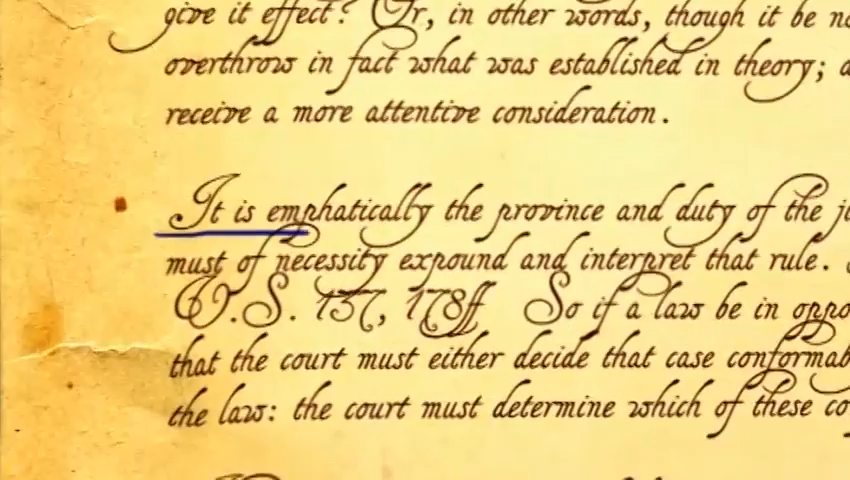 give it effect? Or, in other words, though it be
overthrow in fact what was established in theory;
receive a more attentive consideration.
It is emphatically the province and duty of the
must of necessity expound and interpret that rule.
U.S. 137, 178ff So if a law be in oppo
that the court must either decide that case conformab
the law: the court must determine which of these co